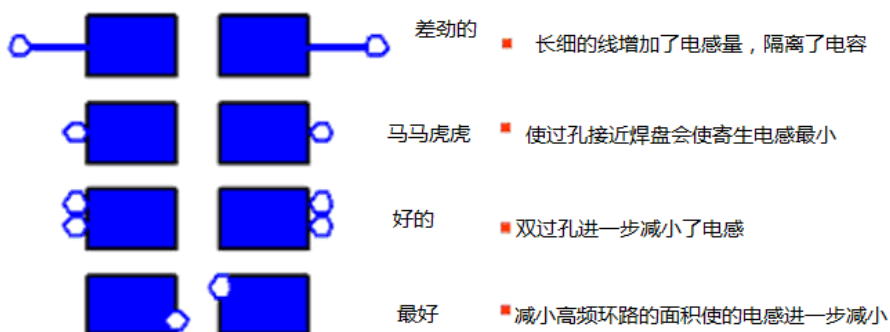 差劲的
长细的线增加了电感量，隔离了电容
马马虎虎
使过孔接近焊盘会使寄生电感最小
好的
双过孔进一步减小了电感
最好
减小高频环路的面积使的电感进一步减小